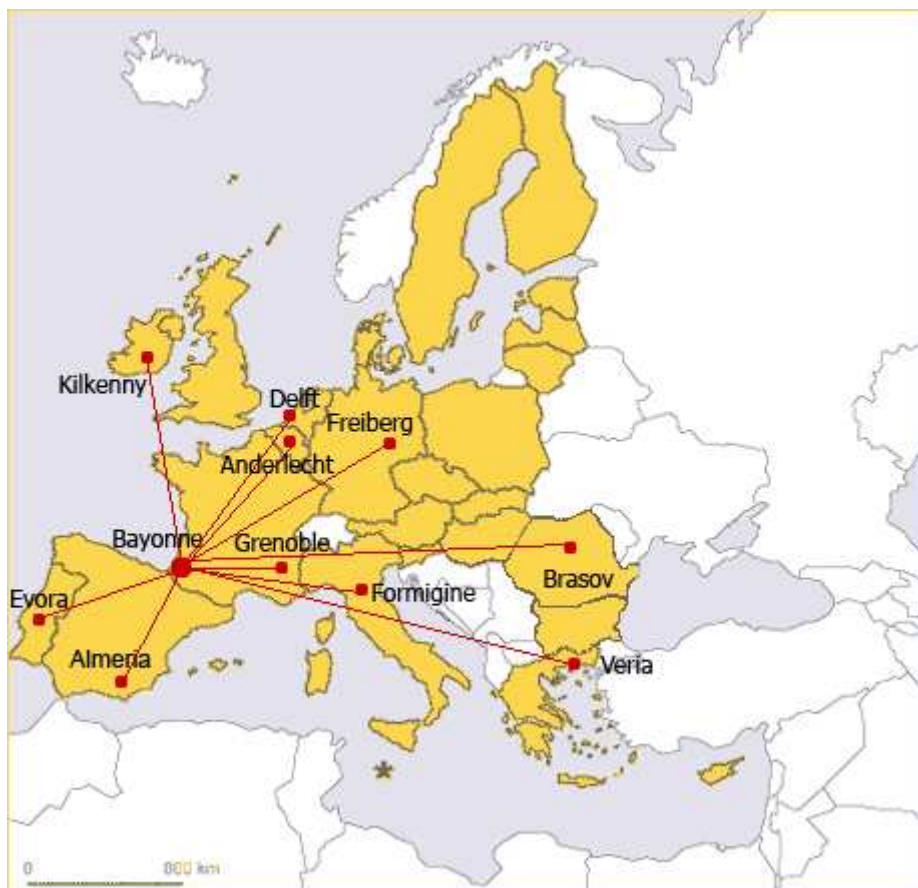 Kilkenny
Delft
Freiberg
Anderlecht
Bayonne
Grenoble
Brasov
Evora
Formigine
Almeria
Veria
0 800 km